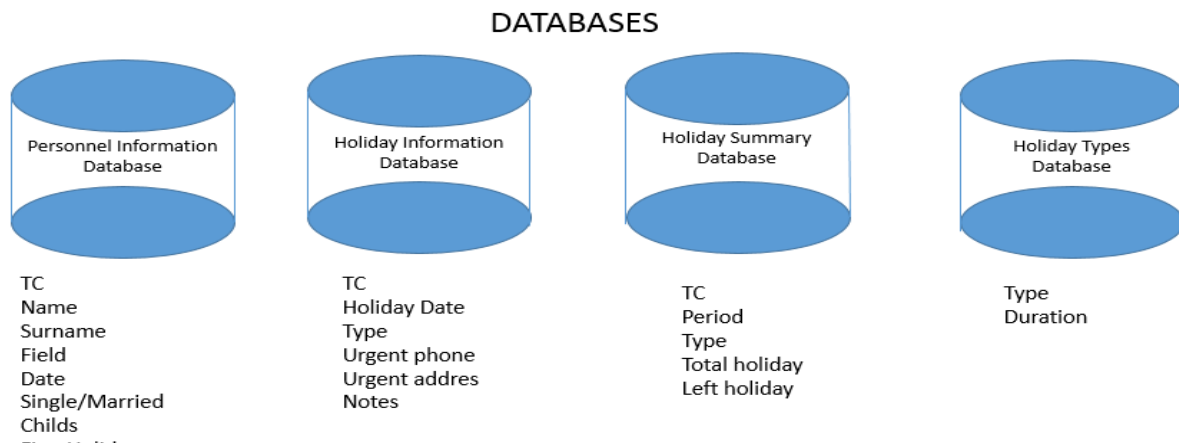 DATABASES
Personnel Information
Database
Holiday Information
Database
Holiday Summary
Database
Holiday Types
Database
TC
Name
Surname
Field
Date
Single/Married
Childs
TC
Holiday Date
Type
Urgent phone
Urgent addres
Notes
TC
Period
Type
Total holiday
Left holiday
Type
Duration